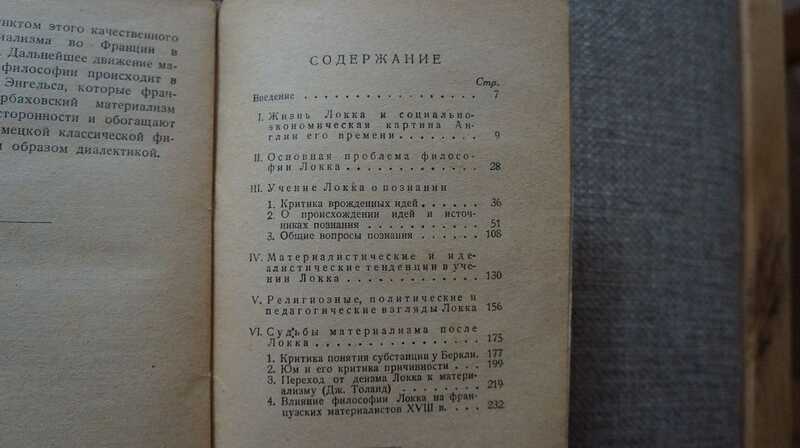 нктом этого качественного
иализма во Франции в
. Дальнейшее движение ма-
философии происходит в
Энгельса, которые фран-
рбаховский материализм
сторонности и обогащают
мецкой классической фи-
м образом диалектикой.
СОДЕРЖАНИЕ
Стр.
Введение . . . . . . . . . . . . . . . . . 7
I. Жизнь Локка и социально-
экономическая картина Ан-
глии его времени . . . . . . . . 9
II. Основная проблема филосо-
фии Локка . . . . . . . . . . . . 28
III. Учение Локка о познании
1. Критика врожденных идей . . . . . . 36
2 О происхождении идей и источ-
никах познания . . . . . . . . . . 51
3. Общие вопросы познания . . . . . . 108
IV. Материалистические и иде-
алистические тенденции в уче-
нии Локка . . . . . . . . . . . . 130
V. Религиозные, политические и
педагогические взгляды Локка 156
VI. Судьбы материализма после
Локка . . . . . . . . . . . . . . 175
1. Критика понятия субстанции у Беркли. 177
2. Юм и его критика причинности . . . 199
3. Переход от деизма Локка к матери-
ализму (Дж. Толанд) . . . . . . . . 219
4. Влияние философии Локка на фран-
цузских материалистов XVIII в. . . . 232